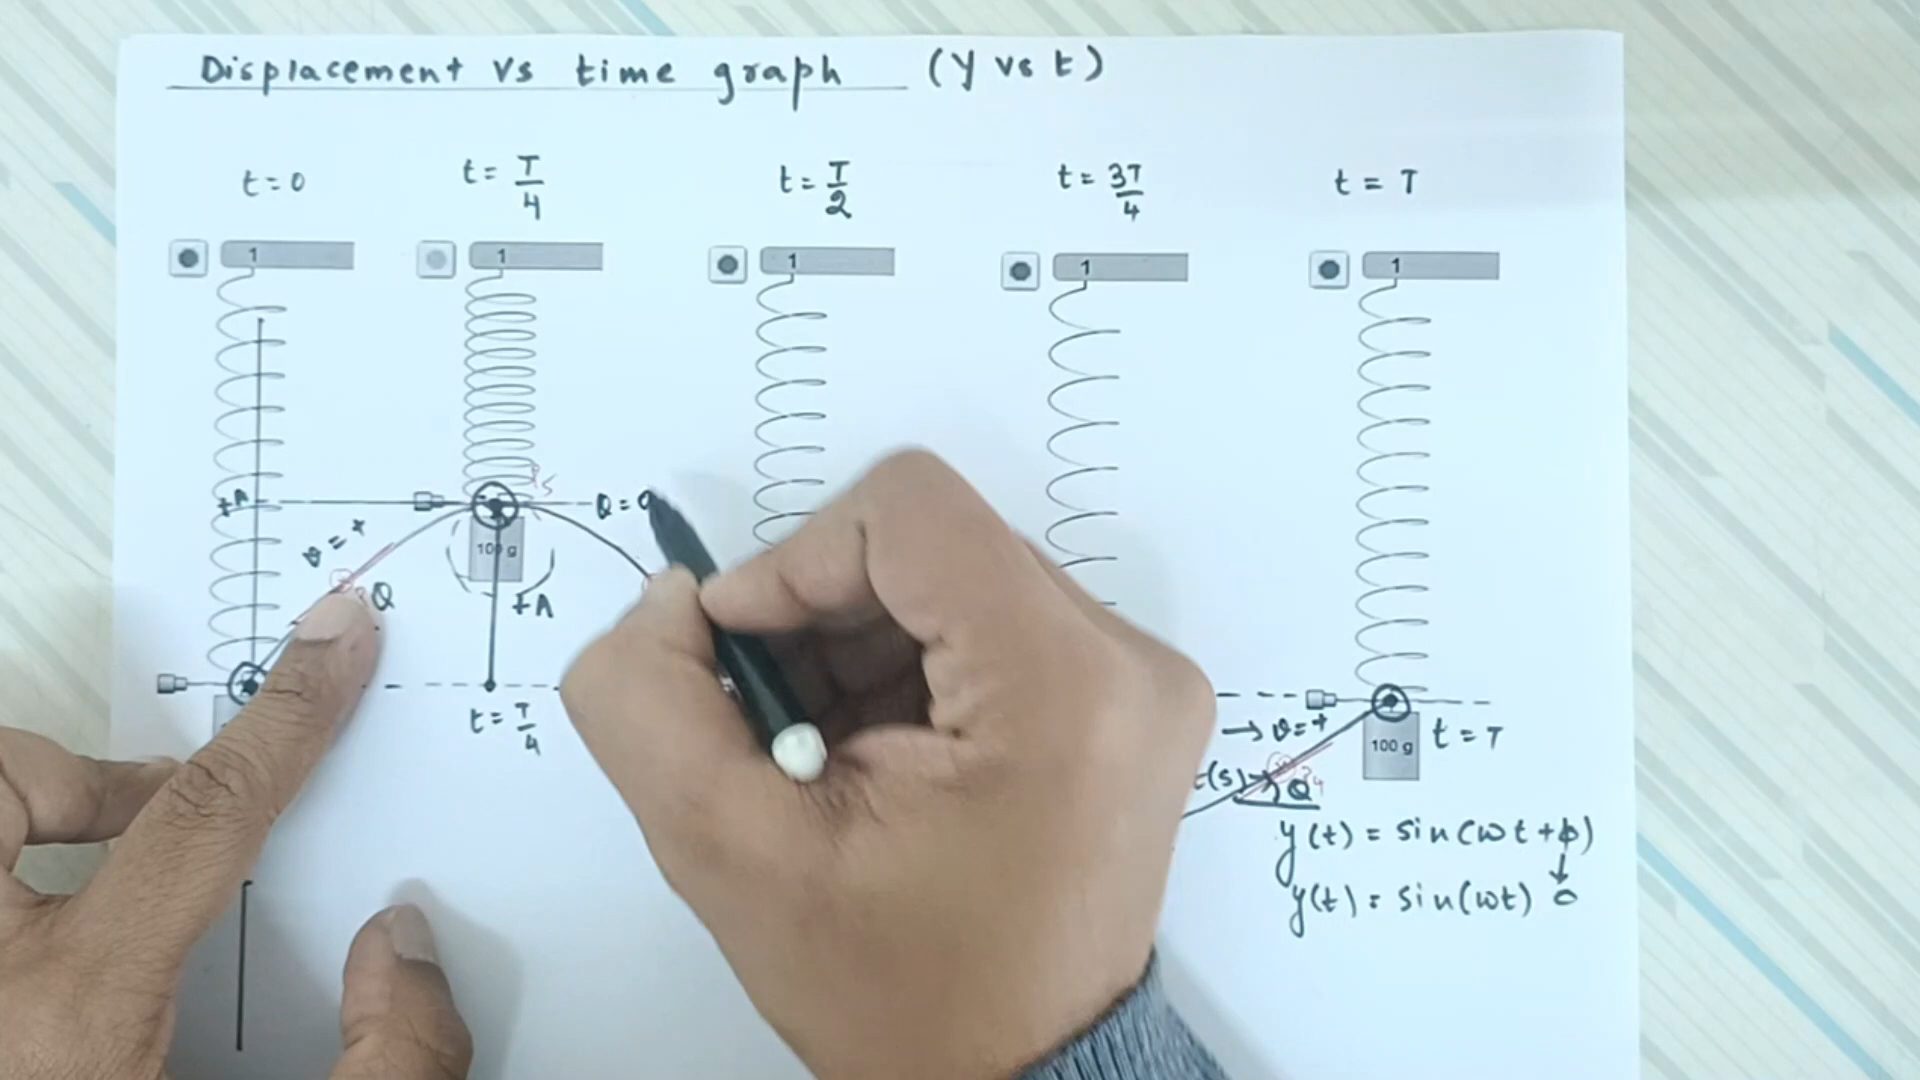 Displacement vs time graph (y vs t)
t = 0
t = T/4
t = T/2
t = 3T/4
t = T
1
1
1
1
1
+A
v = +
Q
100 g
+A
t = T/4
→ v = +
t(s)
Q
100 g
t = T
y(t) = sin(ωt + φ)
y(t) = sin(ωt) 0